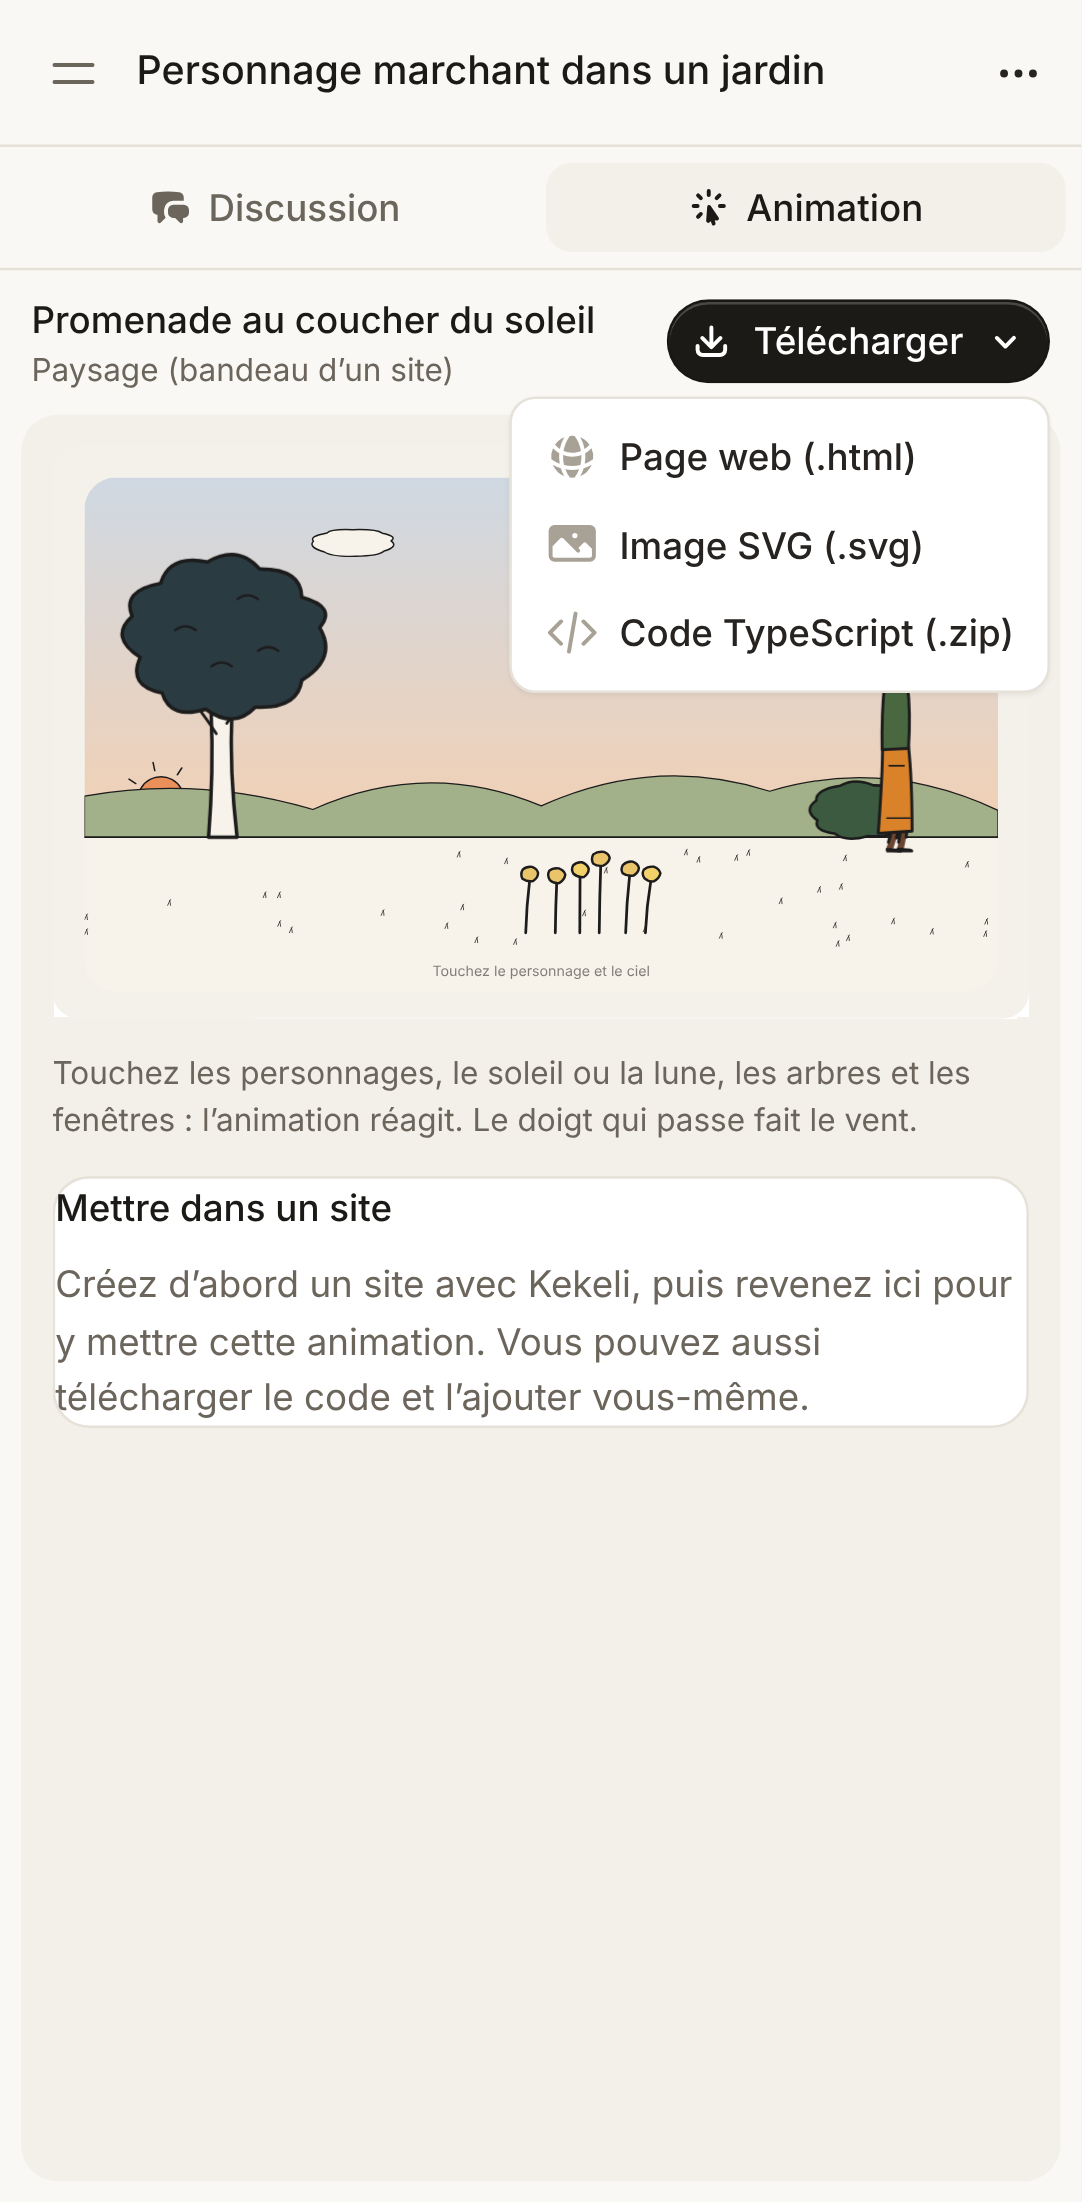 Personnage marchant dans un jardin
Discussion
Animation
Promenade au coucher du soleil
Paysage (bandeau d’un site)
Télécharger
Page web (.html)
Image SVG (.svg)
Code TypeScript (.zip)
Touchez le personnage et le ciel
Touchez les personnages, le soleil ou la lune, les arbres et les
fenêtres : l’animation réagit. Le doigt qui passe fait le vent.
Mettre dans un site
Créez d’abord un site avec Kekeli, puis revenez ici pour
y mettre cette animation. Vous pouvez aussi
télécharger le code et l’ajouter vous-même.